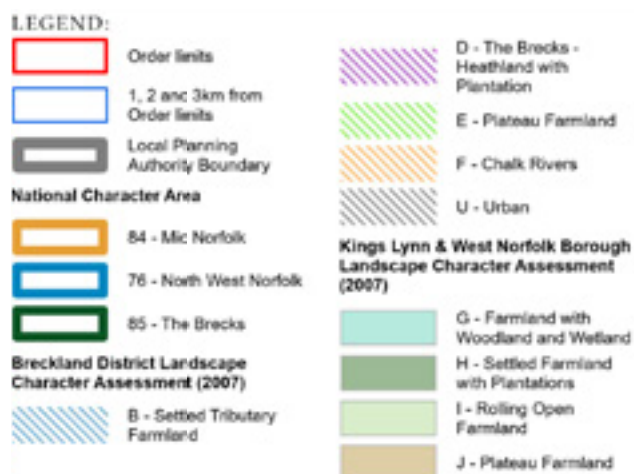 LEGEND:
Order limits
1, 2 and 3km from
Order limits
Local Planning
Authority Boundary
National Character Area
84 - Mic Norfolk
76 - North West Norfolk
85 - The Brecks
Breckland District Landscape
Character Assessment (2007)
B - Settled Tributary
Farmland
D - The Brecks -
Heathland with
Plantation
E - Plateau Farmland
F - Chalk Rivers
U - Urban
Kings Lynn & West Norfolk Borough
Landscape Character Assessment
(2007)
G - Farmland with
Woodland and Wetland
H - Settled Farmland
with Plantations
I - Rolling Open
Farmland
J - Plateau Farmland